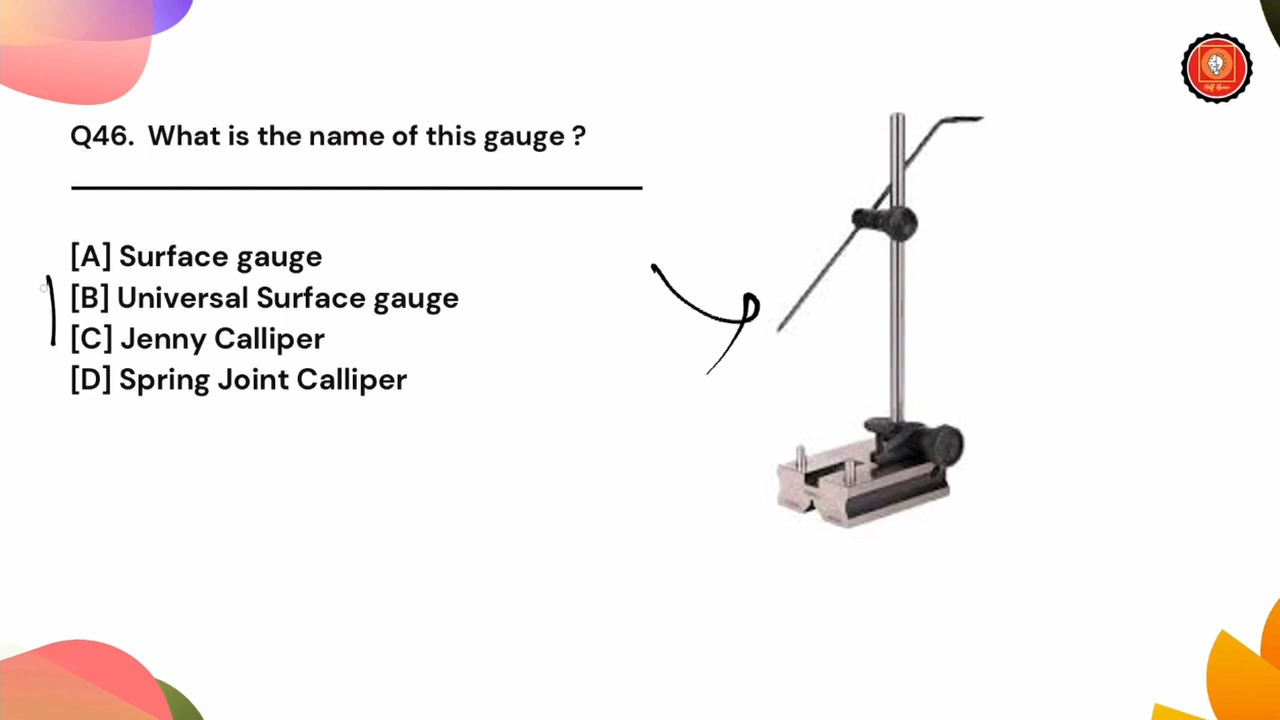 Q46. What is the name of this gauge ?
[A] Surface gauge
[B] Universal Surface gauge
[C] Jenny Calliper
[D] Spring Joint Calliper